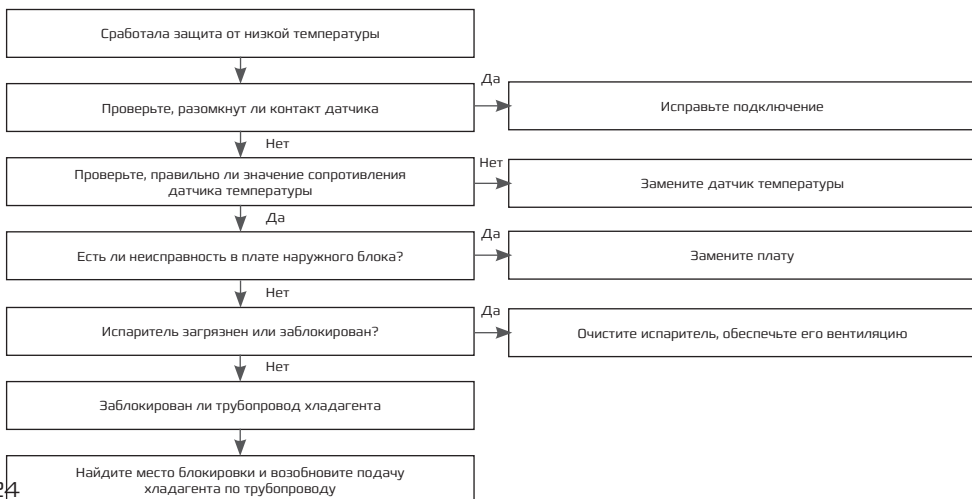 Сработала защита от низкой температуры
Да
Проверьте, разомкнут ли контакт датчика
Исправьте подключение
Нет
Проверьте, правильно ли значение сопротивления
датчика температуры
Нет
Замените датчик температуры
Да
Есть ли неисправность в плате наружного блока?
Да
Замените плату
Нет
Испаритель загрязнен или заблокирован?
Да
Очистите испаритель, обеспечьте его вентиляцию
Нет
Заблокирован ли трубопровод хладагента
Найдите место блокировки и возобновите подачу
хладагента по трубопроводу
24